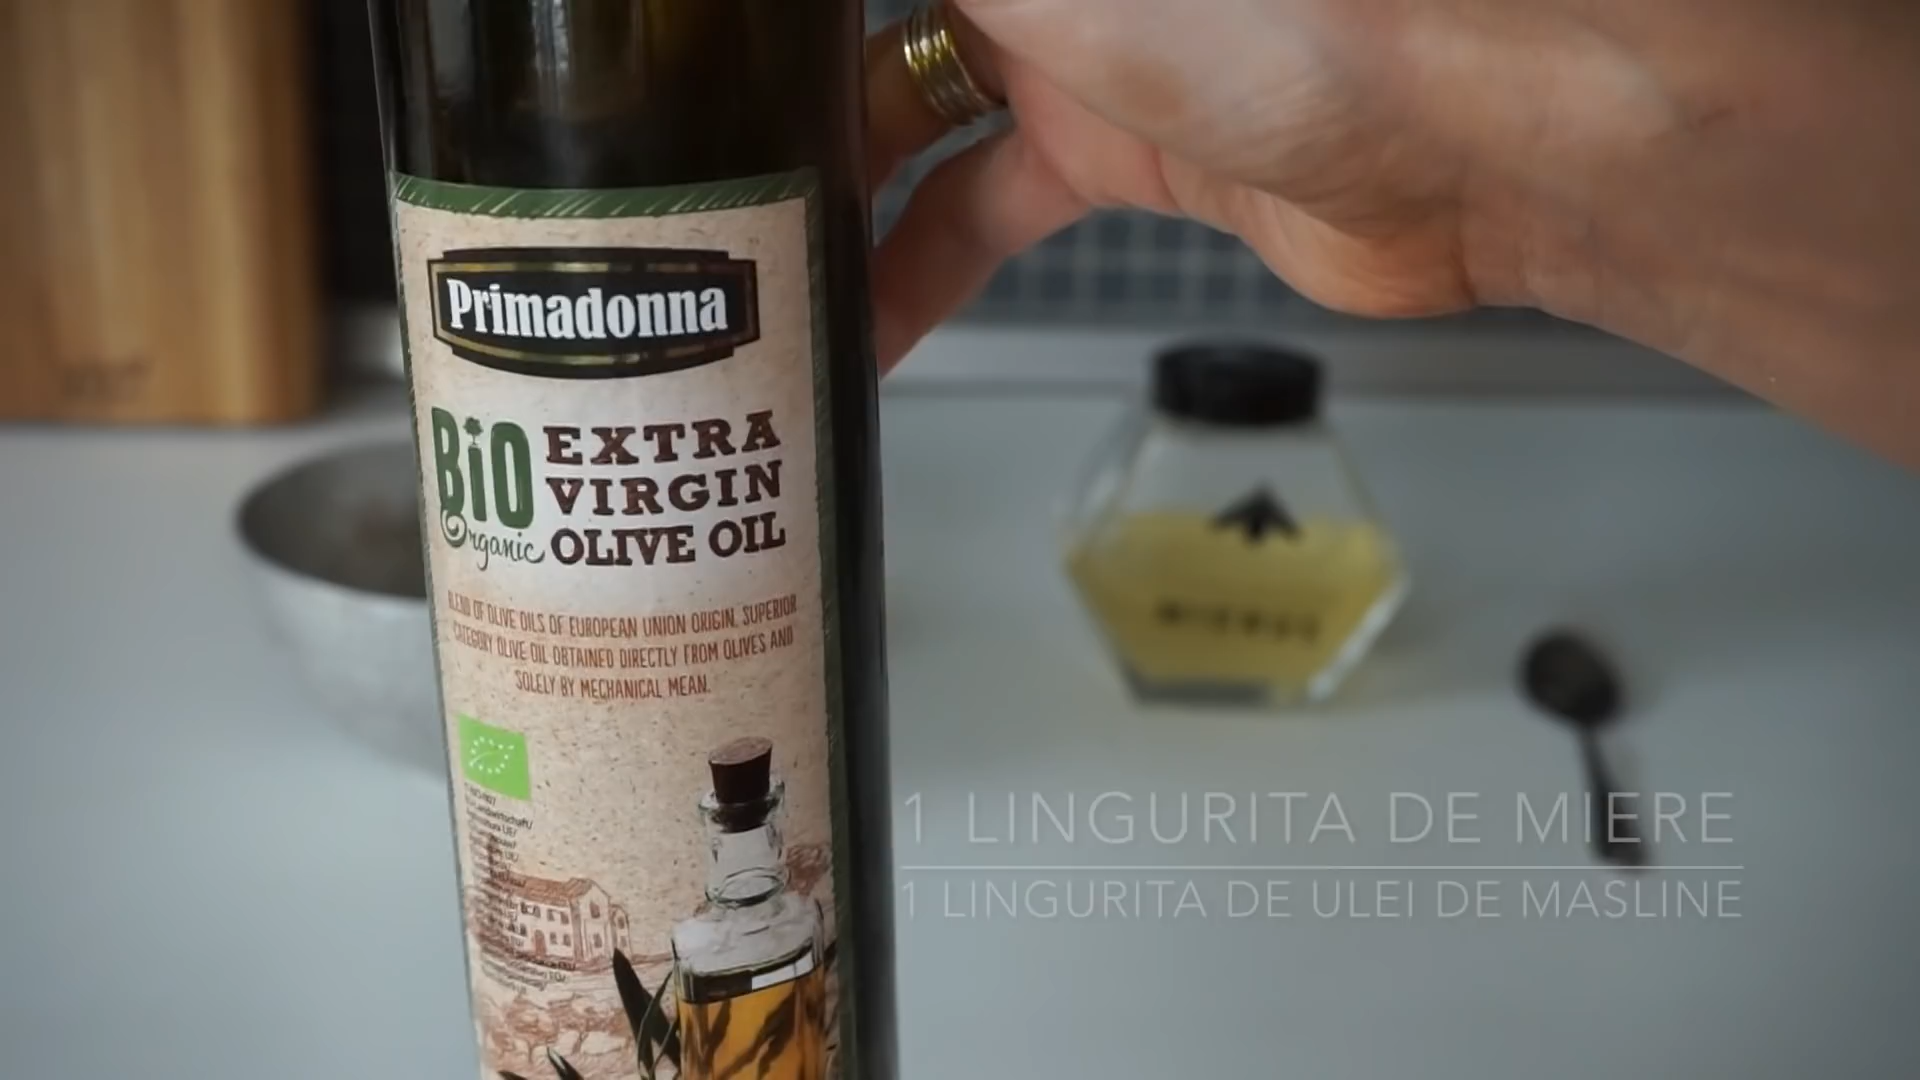 Primadonna
BiO
Organic
EXTRA
VIRGIN
OLIVE OIL
BLEND OF OLIVE OILS OF EUROPEAN UNION ORIGIN. SUPERIOR
CATEGORY OLIVE OIL OBTAINED DIRECTLY FROM OLIVES AND
SOLELY BY MECHANICAL MEAN.
1 LINGURITA DE MIERE
1 LINGURITA DE ULEI DE MASLINE